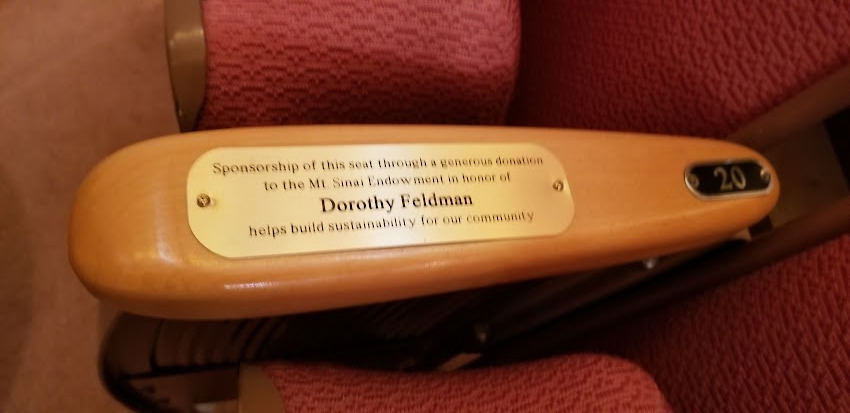 Sponsorship of this seat through a generous donation
to the Mt. Sinai Endowment in honor of
Dorothy Feldman
helps build sustainability for our community
20